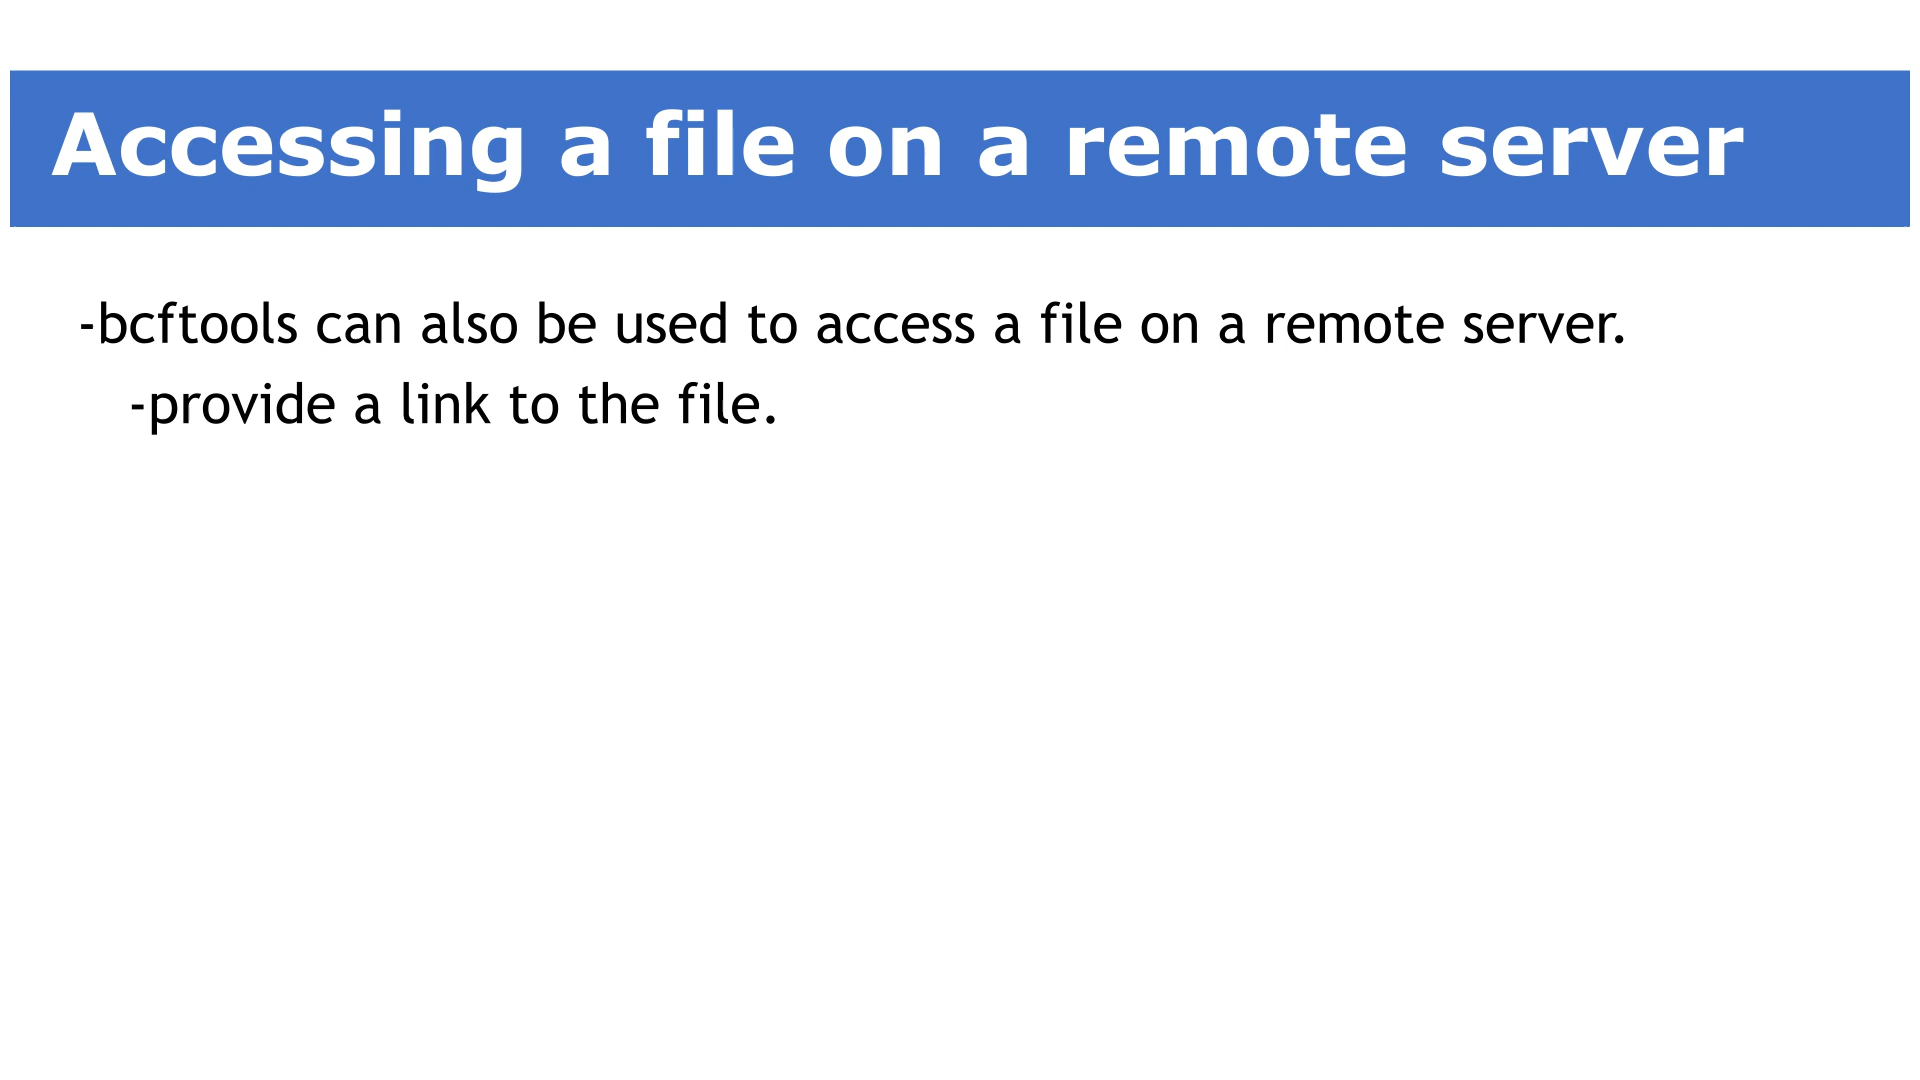 Accessing a file on a remote server
-bcftools can also be used to access a file on a remote server.
-provide a link to the file.